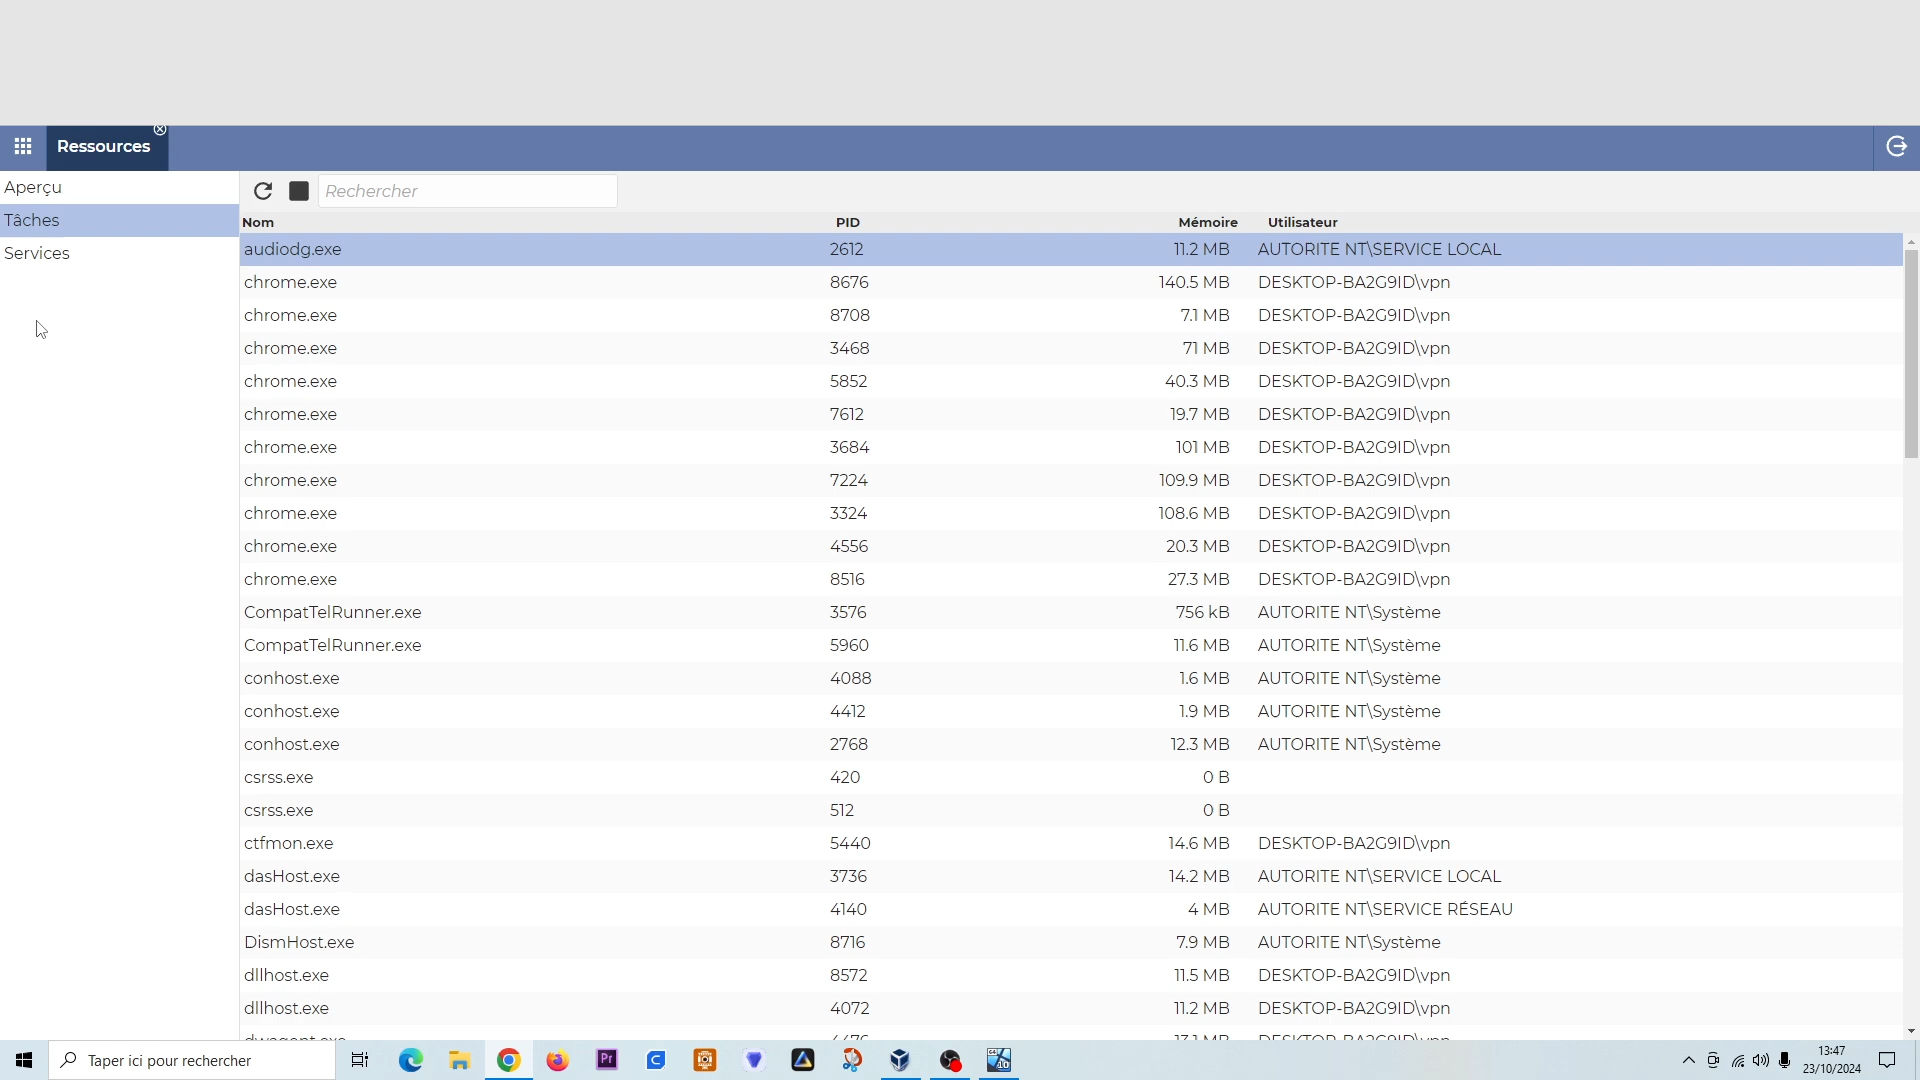 Ressources
Aperçu
Tâches
Services
Rechercher
Nom PID Mémoire Utilisateur
audiodg.exe 2612 11.2 MB AUTORITE NT\SERVICE LOCAL
chrome.exe 8676 140.5 MB DESKTOP-BA2G9ID\vpn
chrome.exe 8708 7.1 MB DESKTOP-BA2G9ID\vpn
chrome.exe 3468 71 MB DESKTOP-BA2G9ID\vpn
chrome.exe 5852 40.3 MB DESKTOP-BA2G9ID\vpn
chrome.exe 7612 19.7 MB DESKTOP-BA2G9ID\vpn
chrome.exe 3684 101 MB DESKTOP-BA2G9ID\vpn
chrome.exe 7224 109.9 MB DESKTOP-BA2G9ID\vpn
chrome.exe 3324 108.6 MB DESKTOP-BA2G9ID\vpn
chrome.exe 4556 20.3 MB DESKTOP-BA2G9ID\vpn
chrome.exe 8516 27.3 MB DESKTOP-BA2G9ID\vpn
CompatTelRunner.exe 3576 756 kB AUTORITE NT\Système
CompatTelRunner.exe 5960 11.6 MB AUTORITE NT\Système
conhost.exe 4088 1.6 MB AUTORITE NT\Système
conhost.exe 4412 1.9 MB AUTORITE NT\Système
conhost.exe 2768 12.3 MB AUTORITE NT\Système
csrss.exe 420 0 B
csrss.exe 512 0 B
ctfmon.exe 5440 14.6 MB DESKTOP-BA2G9ID\vpn
dasHost.exe 3736 14.2 MB AUTORITE NT\SERVICE LOCAL
dasHost.exe 4140 4 MB AUTORITE NT\SERVICE RÉSEAU
DismHost.exe 8716 7.9 MB AUTORITE NT\Système
dllhost.exe 8572 11.5 MB DESKTOP-BA2G9ID\vpn
dllhost.exe 4072 11.2 MB DESKTOP-BA2G9ID\vpn
Taper ici pour rechercher
Pr
13:47
23/10/2024